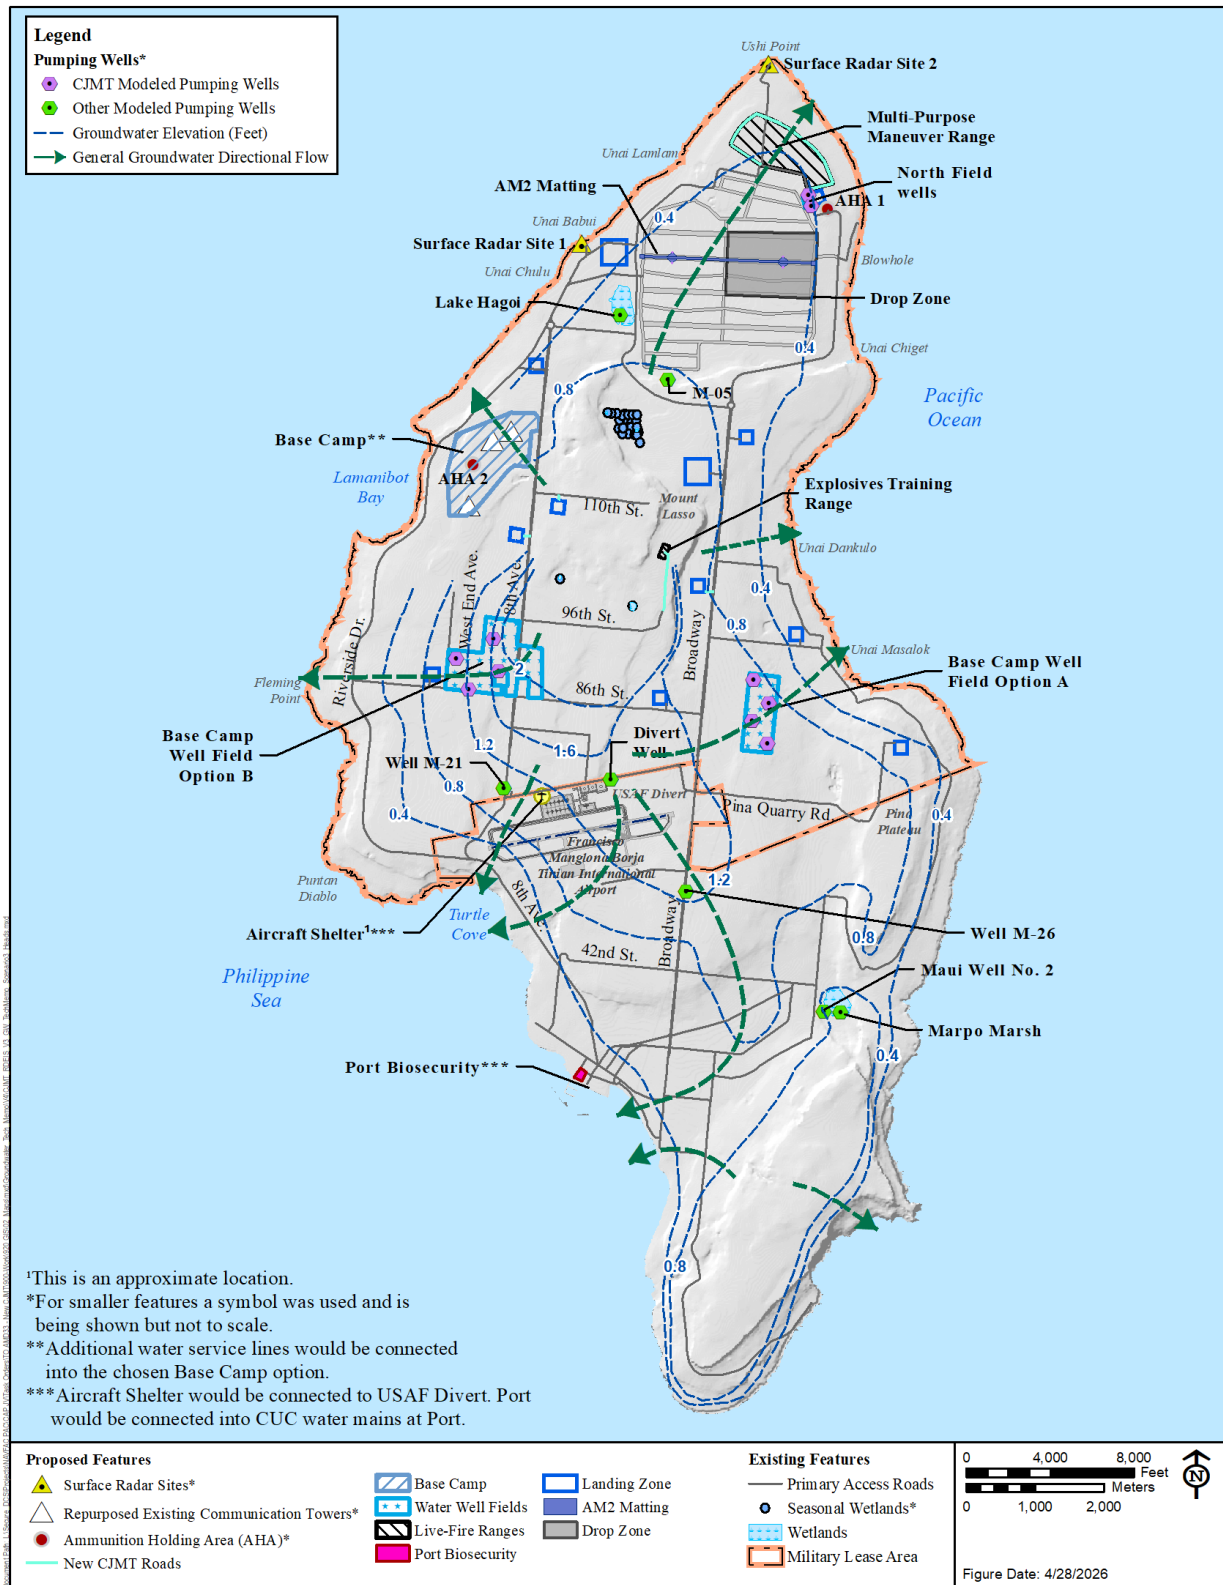 Legend
Pumping Wells*
CJMT Modeled Pumping Wells
Other Modeled Pumping Wells
Groundwater Elevation (Feet)
General Groundwater Directional Flow
Ushi Point
Surface Radar Site 2
Multi-Purpose
Maneuver Range
Unai Lamlam
North Field
wells
AM2 Matting
AHA 1
0.4
Unai Babui
Surface Radar Site 1
Blowhole
Unai Chulu
Lake Hagoi
Drop Zone
0.4
Unai Chiget
0.8
M-05
Pacific
Ocean
Base Camp**
Lamanibot
Bay
AHA 2
Explosives Training
Range
Mount
Lasso
110th St.
Unai Dankulo
West End Ave.
8th Ave.
0.4
96th St.
0.8
Riverside Dr.
Broadway
Unai Masalok
2
Base Camp Well
Field Option A
Fleming
Point
86th St.
Base Camp
Well Field
Option B
Divert
Well
1.2
1.6
Well M-21
0.8
USAF Divert
Pina Quarry Rd.
Pina
Plateau
0.4
0.4
Francisco
Manglona Borja
Tinian International
Airport
Puntan
Diablo
1.2
8th Ave.
Turtle
Cove
Aircraft Shelter¹***
Broadway
Well M-26
0.8
42nd St.
Philippine
Sea
Maui Well No. 2
Marpo Marsh
0.4
Port Biosecurity***
0.8
¹This is an approximate location.
*For smaller features a symbol was used and is
being shown but not to scale.
**Additional water service lines would be connected
into the chosen Base Camp option.
***Aircraft Shelter would be connected to USAF Divert. Port
would be connected into CUC water mains at Port.
Proposed Features
Surface Radar Sites*
Repurposed Existing Communication Towers*
Ammunition Holding Area (AHA)*
New CJMT Roads
Base Camp
Water Well Fields
Live-Fire Ranges
Port Biosecurity
Landing Zone
AM2 Matting
Drop Zone
Existing Features
Primary Access Roads
Seasonal Wetlands*
Wetlands
Military Lease Area
0 4,000 8,000
Feet
Meters
0 1,000 2,000
N
Figure Date: 4/28/2026